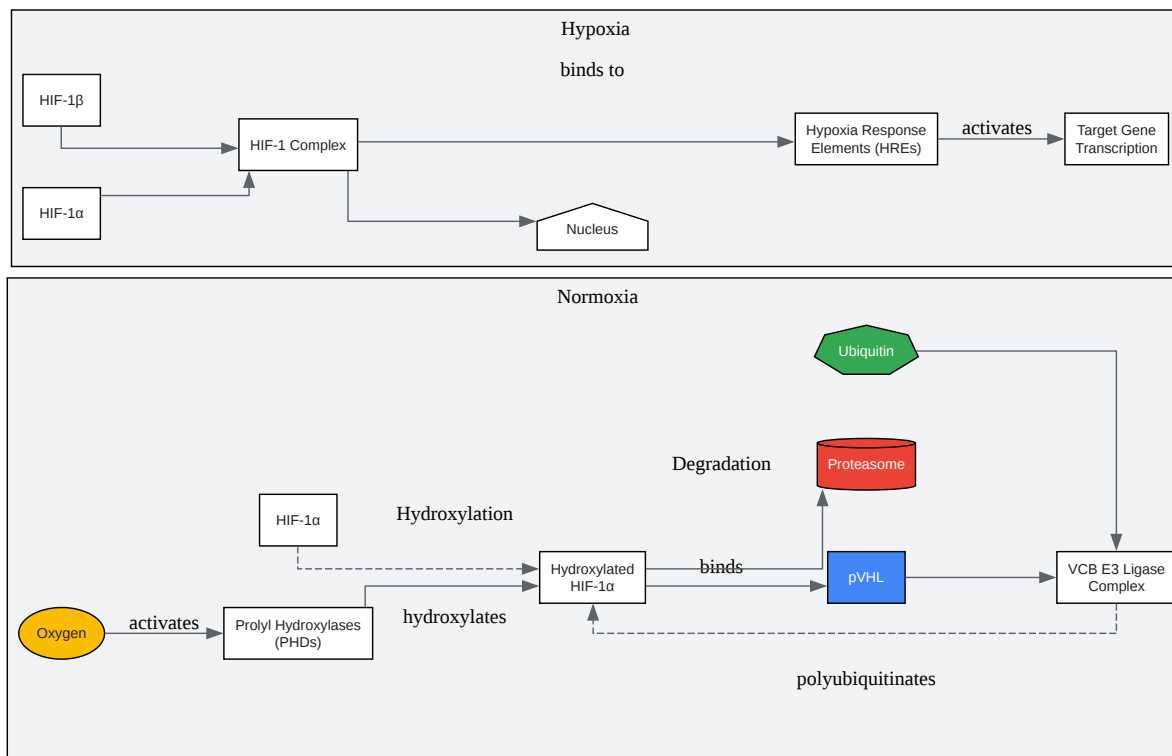 Hypoxia
binds to
HIF-1β
HIF-1 Complex
Hypoxia Response
Elements (HREs)
activates
Target Gene
Transcription
HIF-1α
Nucleus
Normoxia
Ubiquitin
Degradation
Proteasome
HIF-1α
Hydroxylation
Hydroxylated
HIF-1α
binds
pVHL
VCB E3 Ligase
Complex
Oxygen
activates
Prolyl Hydroxylases
(PHDs)
hydroxylates
polyubiquitinates